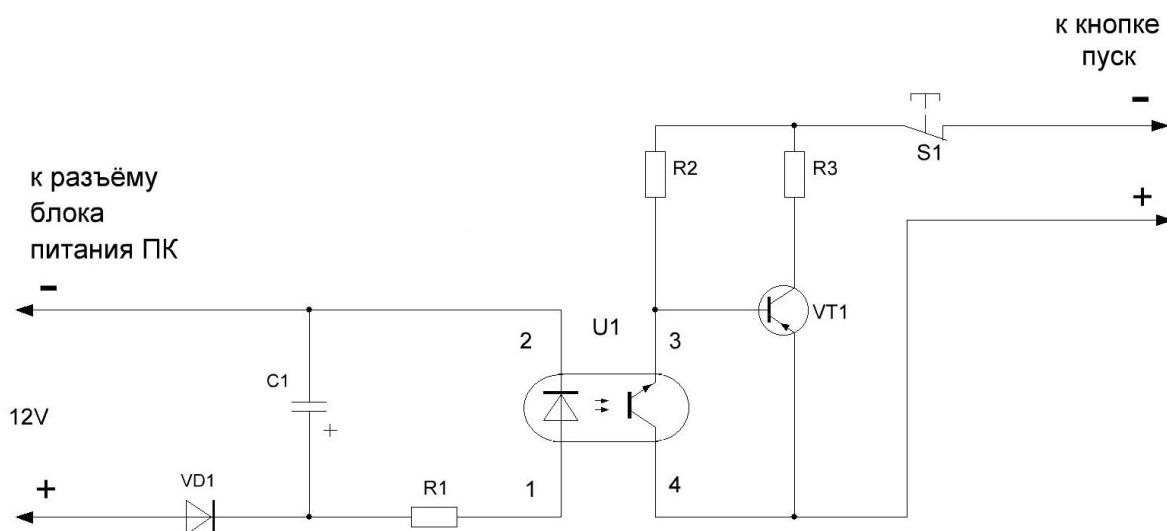 к кнопке
пуск
−
S1
R2
R3
+
к разъёму
блока
питания ПК
−
U1
VT1
2
3
C1
12V
+
+
VD1
R1
1
4